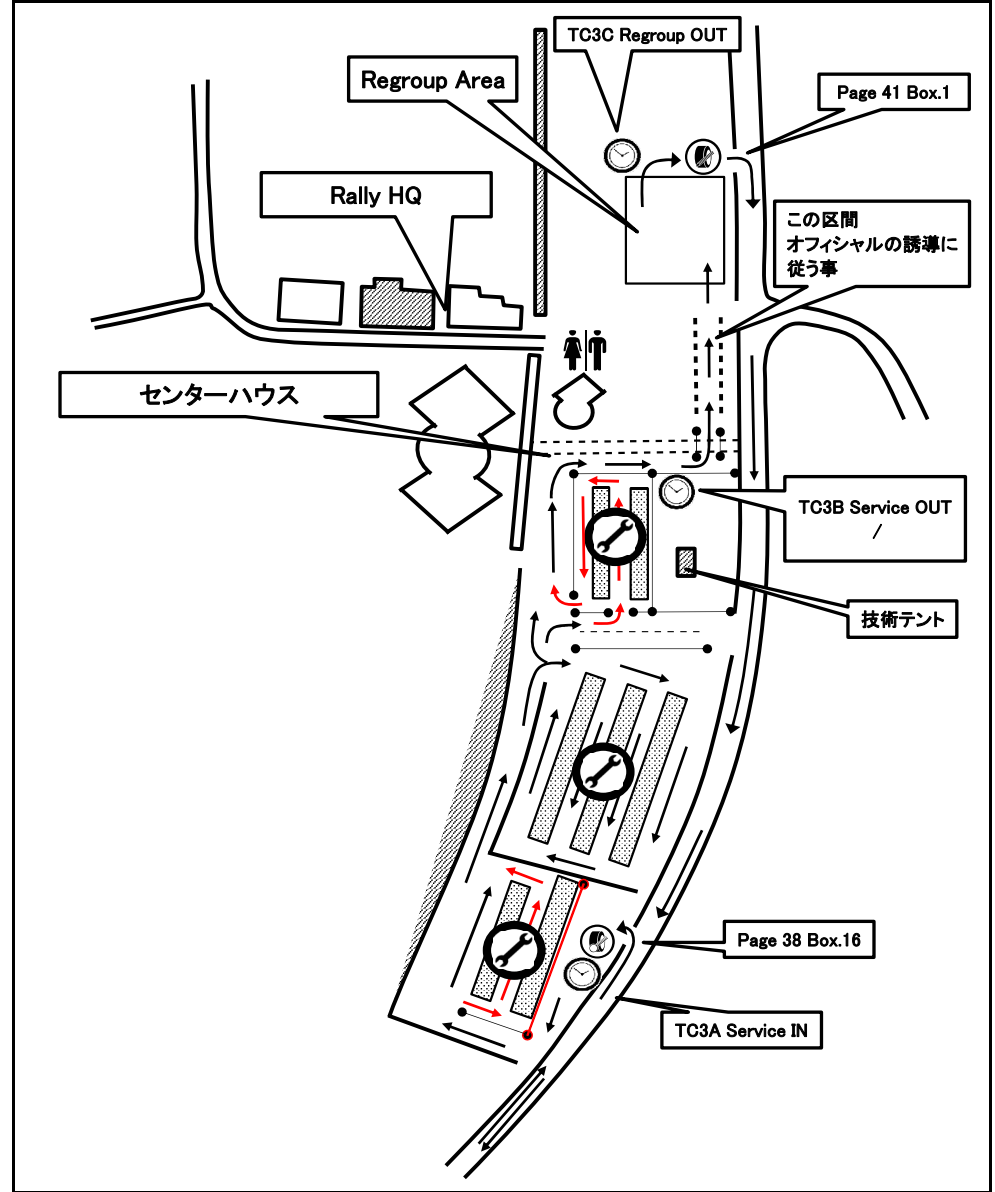 TC3C Regroup OUT
Regroup Area
Page 41 Box.1
Rally HQ
この区間
オフィシャルの誘導に
従う事
センターハウス
TC3B Service OUT
/
技術テント
Page 38 Box.16
TC3A Service IN